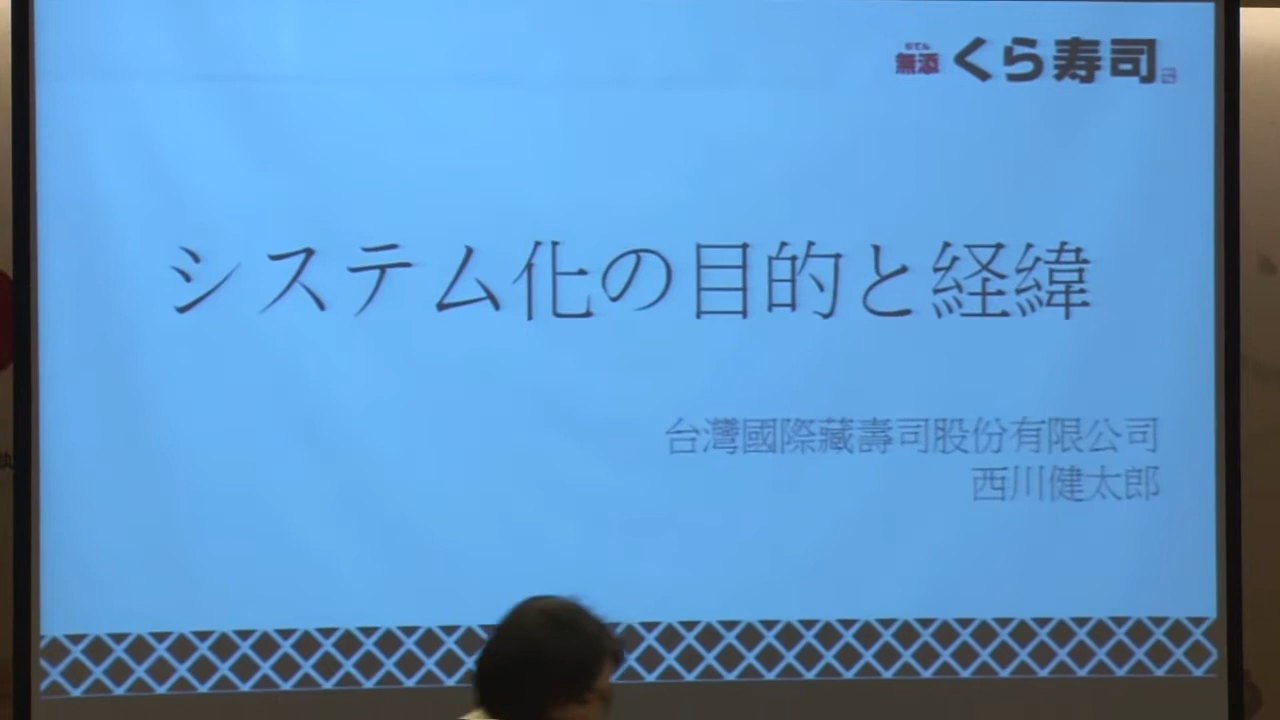 無添 くら寿司
システム化の目的と経緯
台灣國際藏壽司股份有限公司
西川健太郎